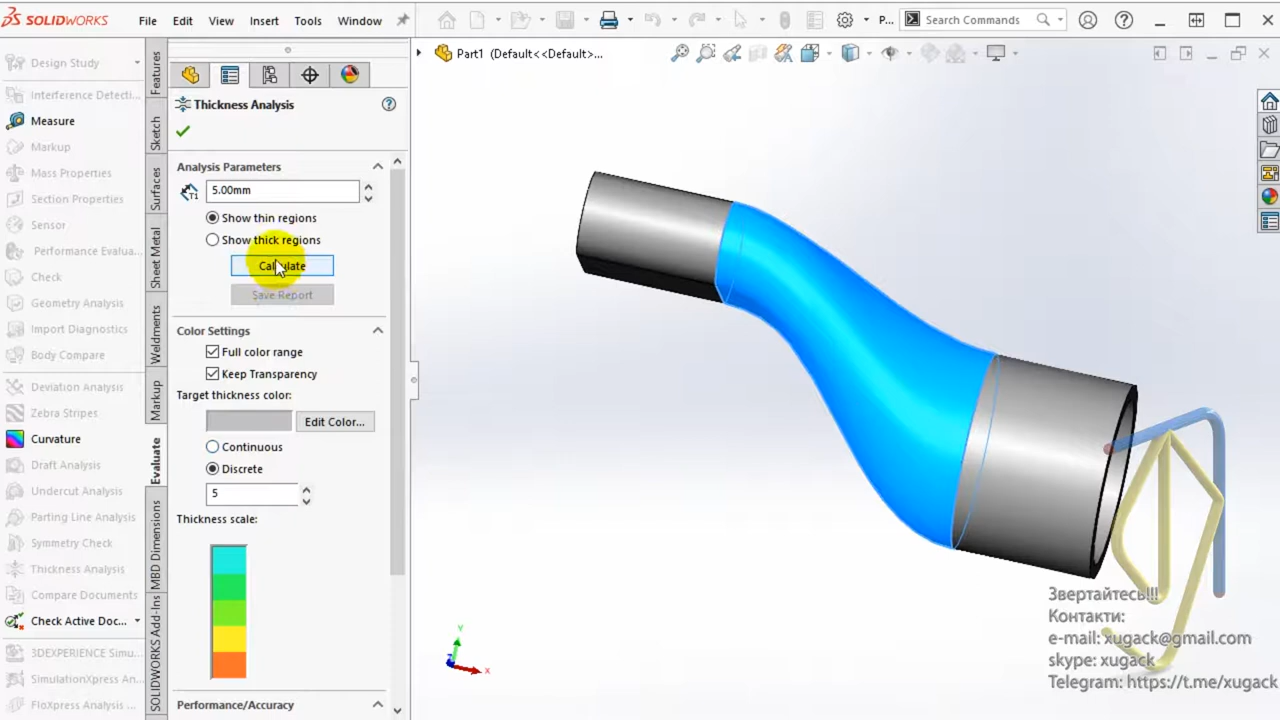 SOLIDWORKS File Edit View Insert Tools Window P... Search Commands
Design Study
Interference Detecti...
Measure
Markup
Mass Properties
Section Properties
Sensor
Performance Evalua...
Check
Geometry Analysis
Import Diagnostics
Body Compare
Deviation Analysis
Zebra Stripes
Curvature
Draft Analysis
Undercut Analysis
Parting Line Analysis
Symmetry Check
Thickness Analysis
Compare Documents
Check Active Doc...
3DEXPERIENCE Simu...
SimulationXpress An...
FloXpress Analysis ...
Features
Sketch
Surfaces
Sheet Metal
Weldments
Markup
Evaluate
MBD Dimensions
SOLIDWORKS Add-Ins
Thickness Analysis
Analysis Parameters
T1
5.00mm
Show thin regions
Show thick regions
Calculate
Save Report
Color Settings
Full color range
Keep Transparency
Target thickness color:
Edit Color...
Continuous
Discrete
5
Thickness scale:
Performance/Accuracy
Part1 (Default<<Default>...
Y
Z
X
Звертайтесь!!!
Контакти:
e-mail: xugack@gmail.com
skype: xugack
Telegram: https://t.me/xugack